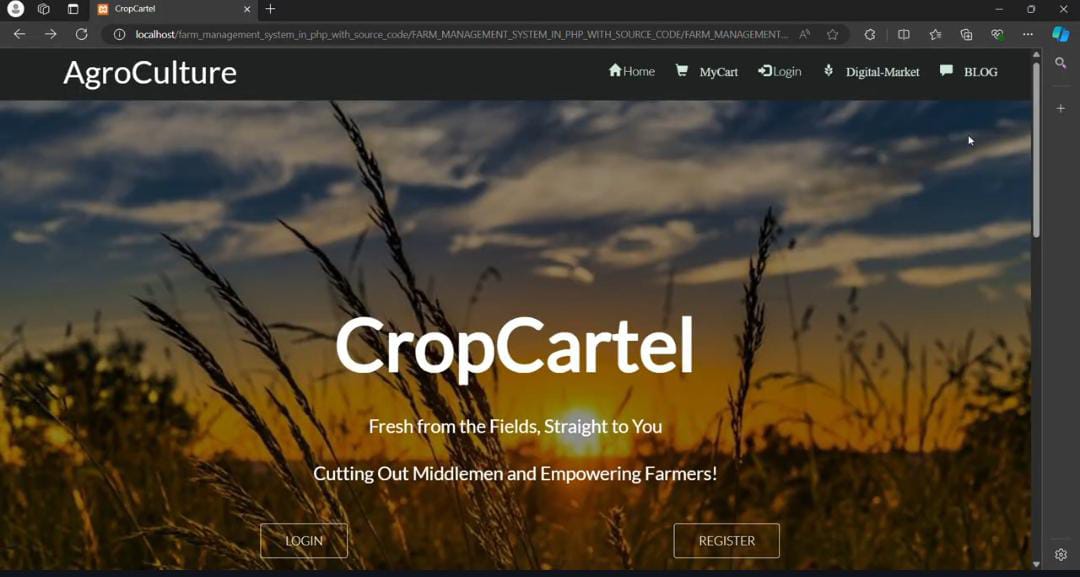 CropCartel
localhost/farm_management_system_in_php_with_source_code/FARM_MANAGEMENT_SYSTEM_IN_PHP_WITH_SOURCE_CODE/FARM_MANAGEMENT...
AgroCulture
Home MyCart Login Digital-Market BLOG
CropCartel
Fresh from the Fields, Straight to You
Cutting Out Middlemen and Empowering Farmers!
LOGIN REGISTER